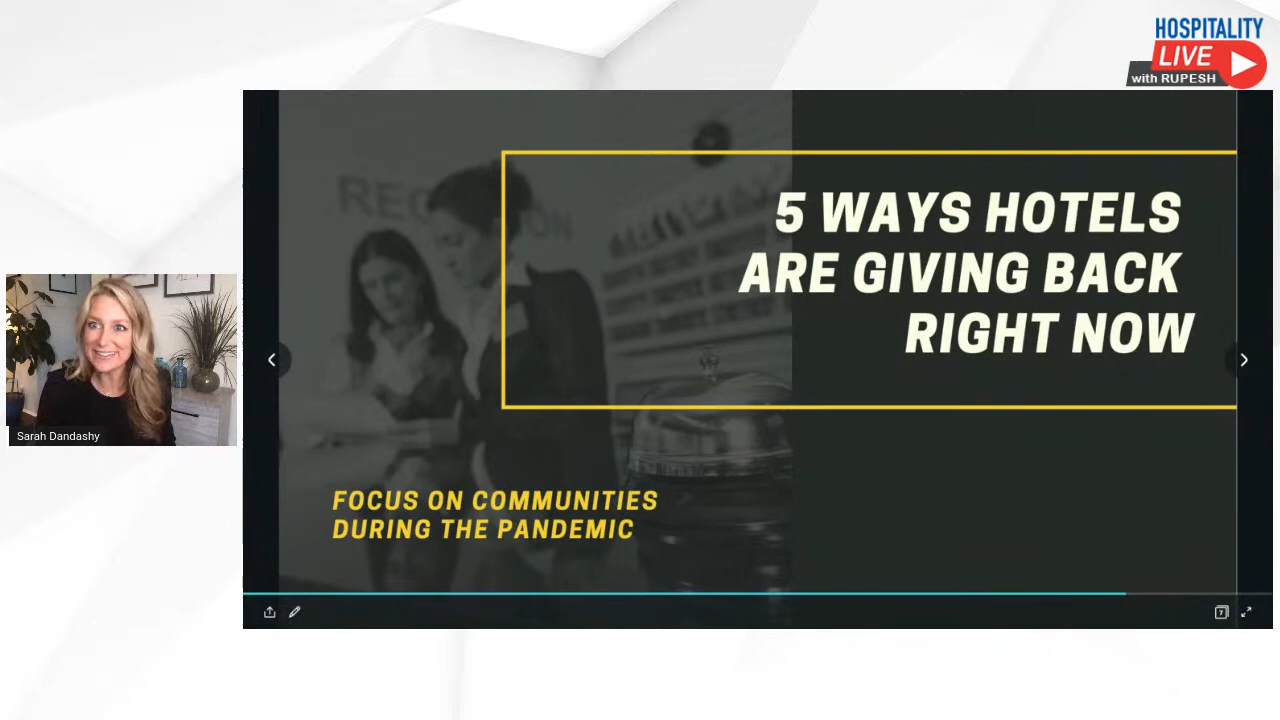 HOSPITALITY
LIVE
with RUPESH
5 WAYS HOTELS
ARE GIVING BACK
RIGHT NOW
FOCUS ON COMMUNITIES
DURING THE PANDEMIC
Sarah Dandashy
7